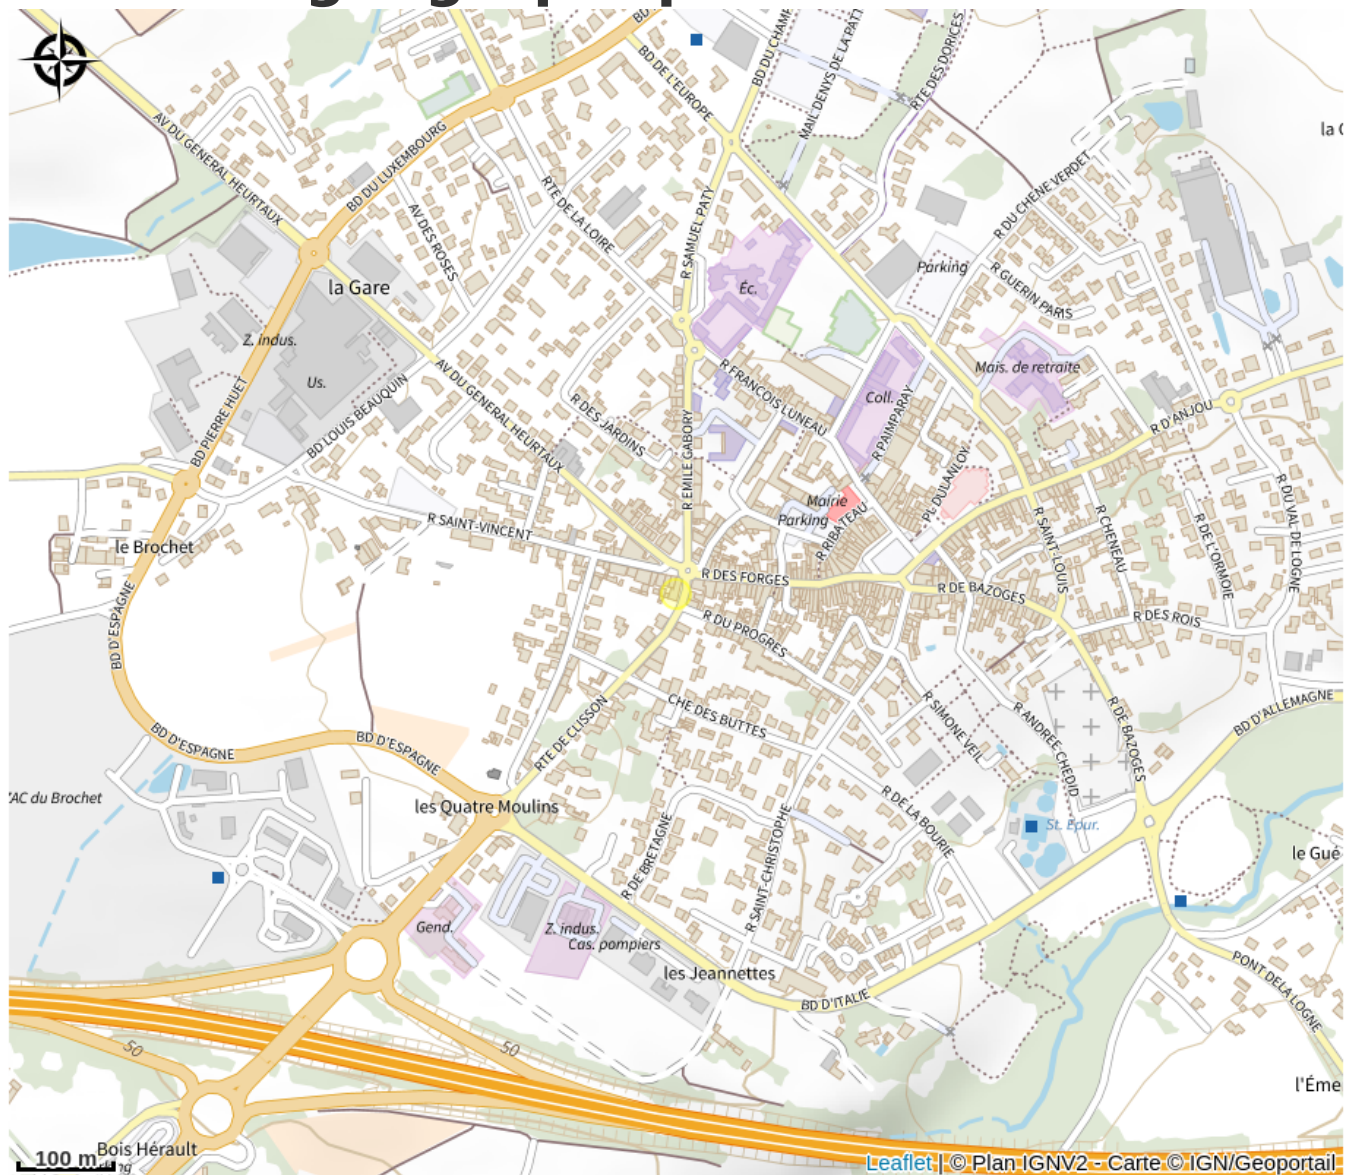 BD DE L'EUROPE
BD DU CHAMP
MAIL DENYS DE LA PATT
RTE DES DORICES
la C
AV DU GENERAL HEURTAUX
BD DU LUXEMBOURG
RTE DE LA LOIRE
AV DES ROSES
R SAMUEL PATY
R DU CHENE VERDET
Parking
R GUERIN PARIS
la Gare
Éc.
Z. indus.
Us.
Mais. de retraite
R FRANCOIS LUNEAU
Coll.
R PAIMPARAY
AV DU GENERAL HEURTAUX
BD PIERRE HUET
BD LOUIS BEAUQUIN
R DES JARDINS
R EMILE GABORY
R D'ANJOU
PL DULANLOY
Mairie
Parking
R RIBATEAU
R SAINT-VINCENT
R SAINT-LOUIS
R CHENEAU
R DE L'ORMOIE
R DU VAL DE LOGNE
le Brochet
R DES FORGES
R DE BAZOGES
BD D'ESPAGNE
R DU PROGRES
R DES ROIS
CHE DES BUTTES
R SIMONE VEIL
R ANDREE CHEDID
R DE BAZOGES
BD D'ALLEMAGNE
RTE DE CLISSON
BD D'ESPAGNE
BD D'ESPAGNE
'AC du Brochet
les Quatre Moulins
R DE LA BOURIE
St. Epur.
R DE BRETAGNE
R SAINT-CHRISTOPHE
le Gué
Gend.
Z. indus.
Cas. pompiers
les Jeannettes
BD D'ITALIE
PONT DE LA LOGNE
50
50
l'Éme
Bois Hérault
100 m
Leaflet | © Plan IGNV2 - Carte © IGN/Geoportail